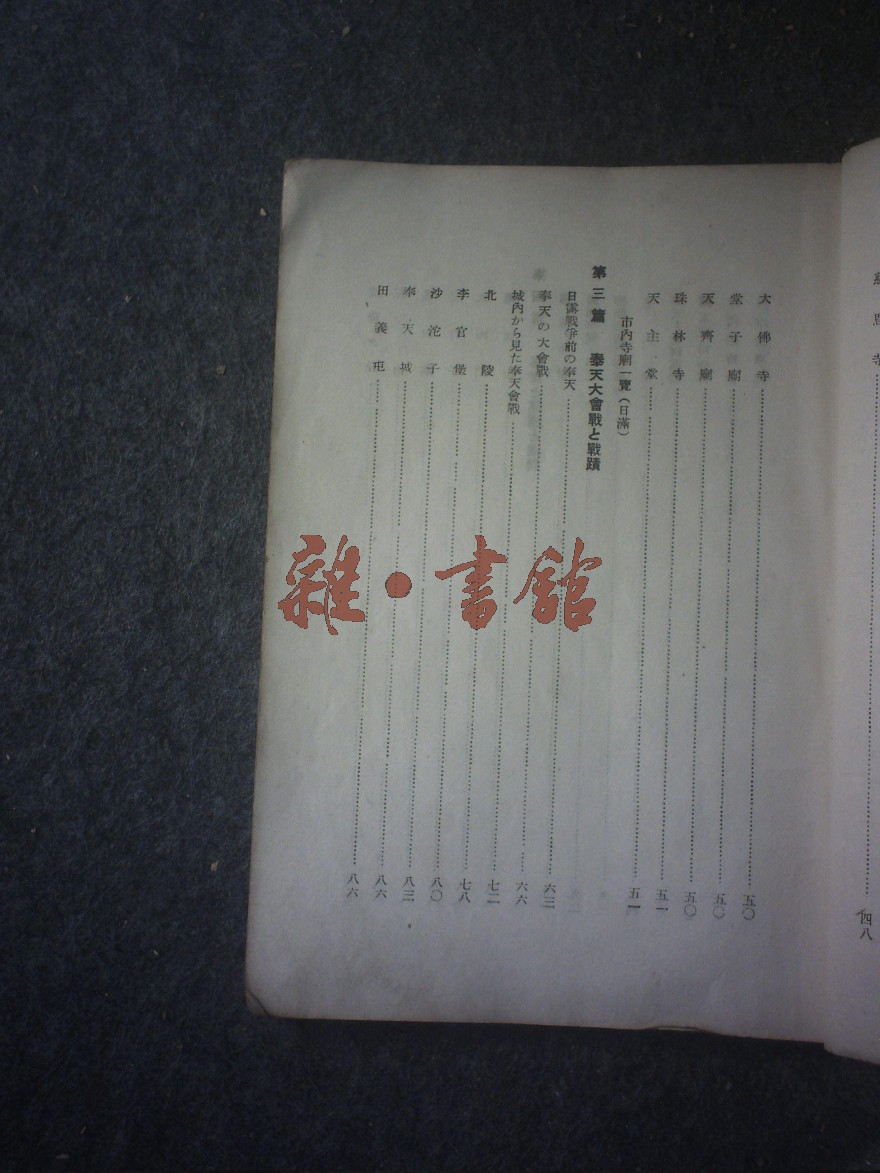 寺……四八
大佛寺……五〇
堂子廟……五〇
天齊廟……五〇
珠林寺……五一
天主堂……五一
市内寺廟一覽(日滿)
第三篇 奉天大會戰と戰蹟
日露戰爭前の奉天……六三
奉天の大會戰……六六
城内から見た奉天會戰……七二
北陵……七八
李官堡……八〇
沙沱子……八三
奉天城……八六
田義屯……八六
雜·書館